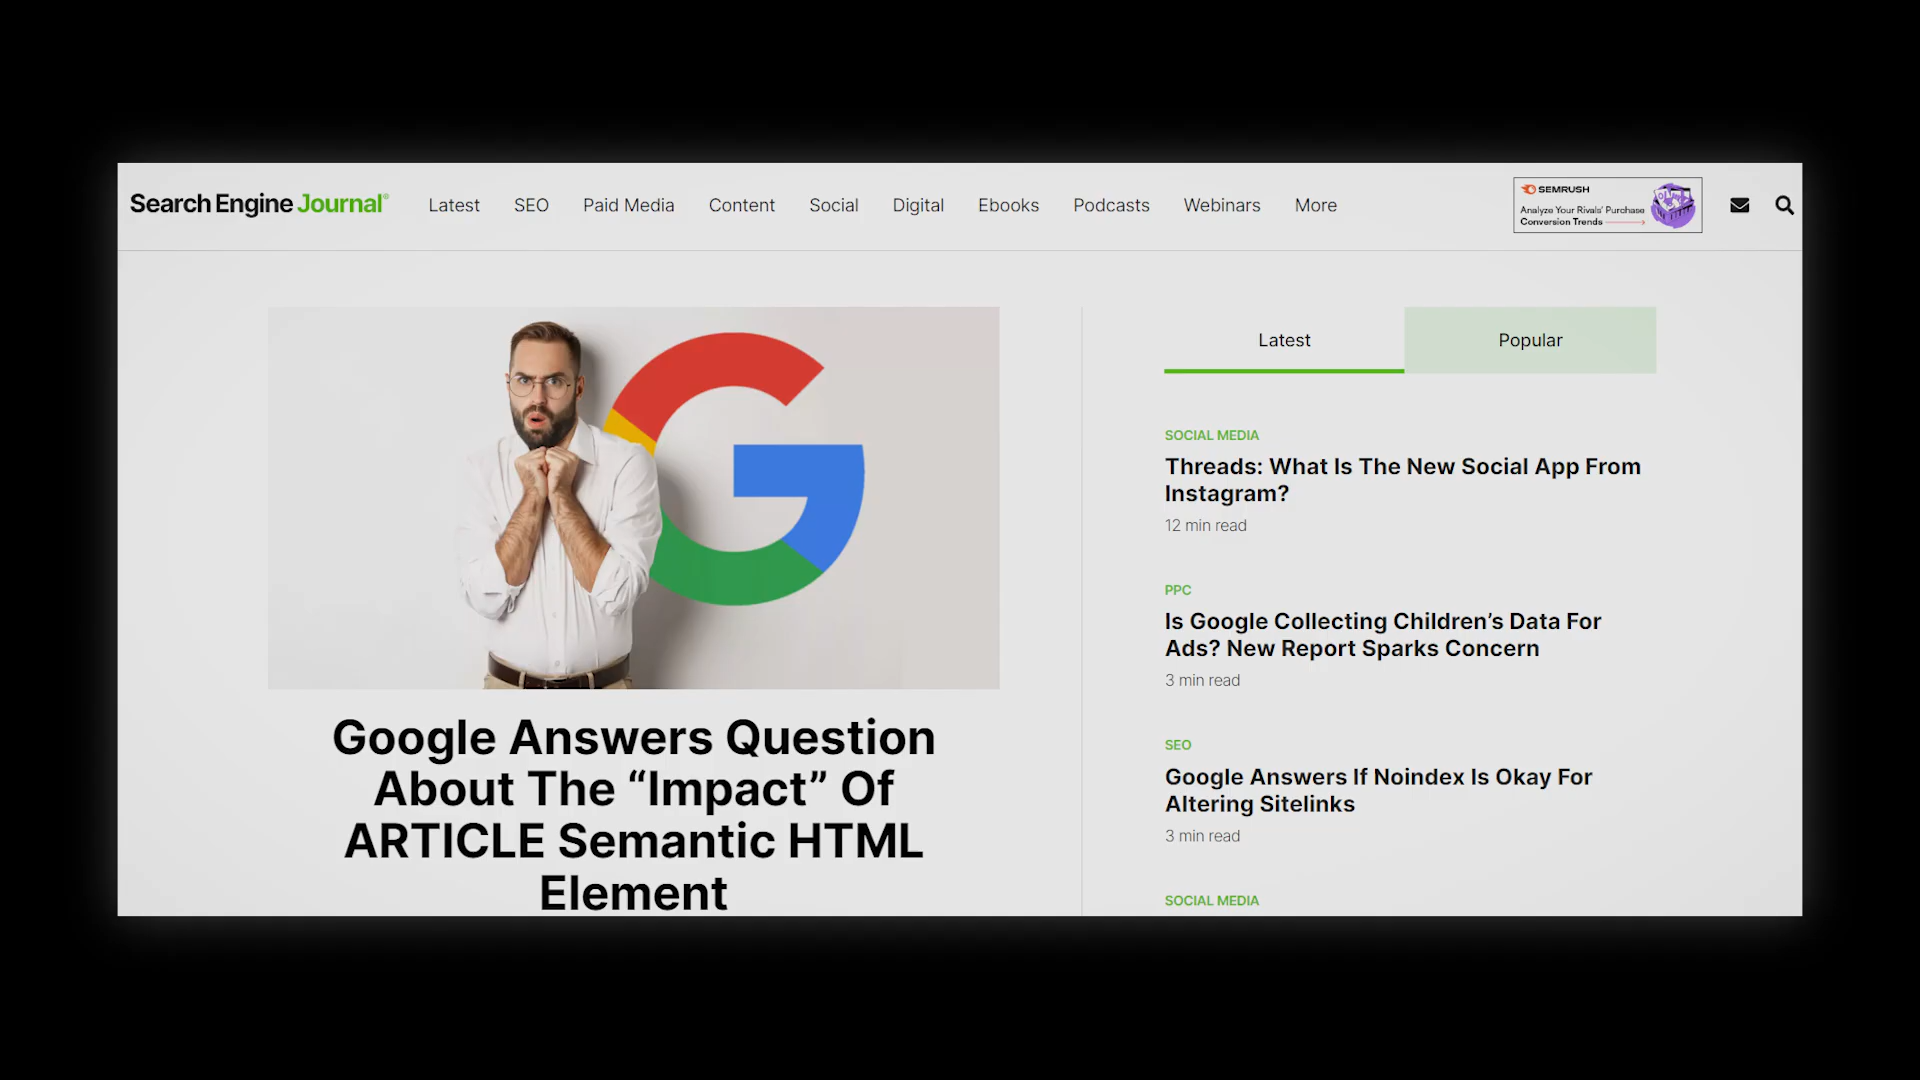 Search Engine Journal®
Latest
SEO
Paid Media
Content
Social
Digital
Ebooks
Podcasts
Webinars
More
SEMRUSH
Analyze Your Rivals' Purchase
Conversion Trends
Google Answers Question
About The “Impact” Of
ARTICLE Semantic HTML
Element
Latest
Popular
SOCIAL MEDIA
Threads: What Is The New Social App From
Instagram?
12 min read
PPC
Is Google Collecting Children’s Data For
Ads? New Report Sparks Concern
3 min read
SEO
Google Answers If Noindex Is Okay For
Altering Sitelinks
3 min read
SOCIAL MEDIA